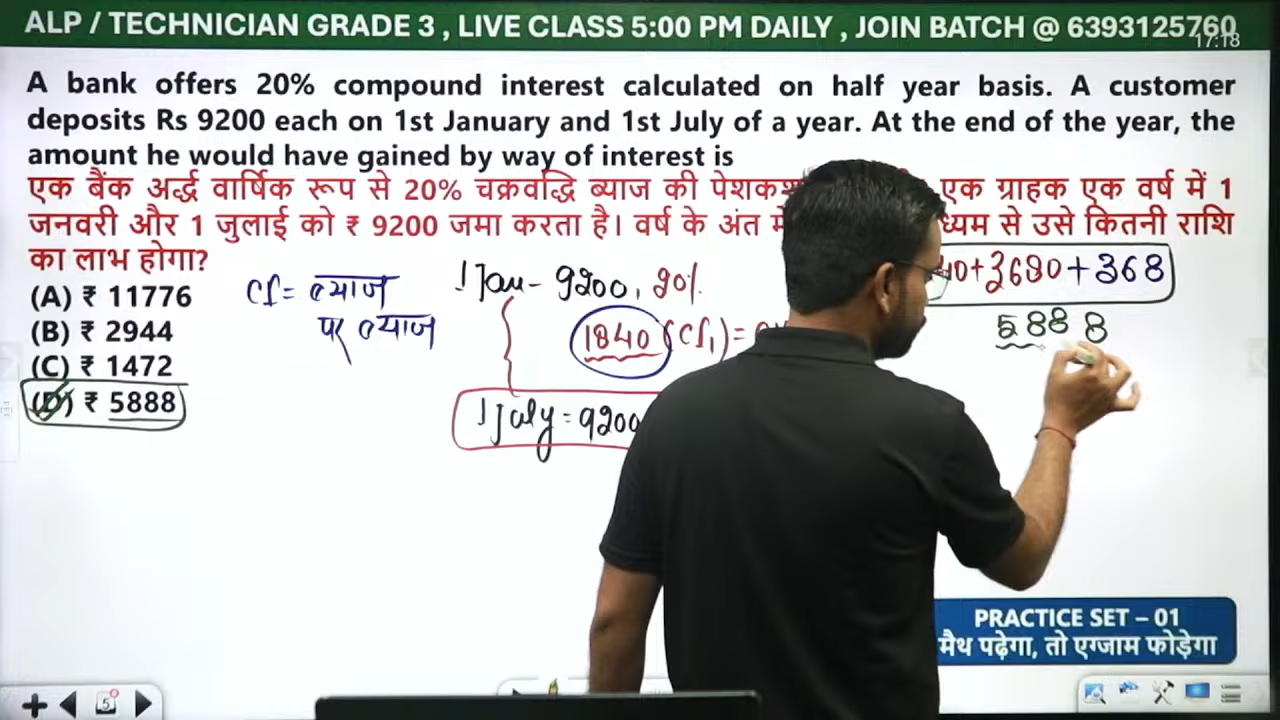 ALP / TECHNICIAN GRADE 3 , LIVE CLASS 5:00 PM DAILY , JOIN BATCH @ 6393125760
17:18
A bank offers 20% compound interest calculated on half year basis. A customer
deposits Rs 9200 each on 1st January and 1st July of a year. At the end of the year, the
amount he would have gained by way of interest is
एक बैंक अर्द्ध वार्षिक रूप से 20% चक्रवद्धि ब्याज की पेशकश एक ग्राहक एक वर्ष में 1
जनवरी और 1 जुलाई को ₹ 9200 जमा करता है। वर्ष के अंत में ध्यम से उसे कितनी राशि
का लाभ होगा?
(A) ₹ 11776
(B) ₹ 2944
(C) ₹ 1472
(D) ₹ 5888
CI = ब्याज
पर ब्याज
1 Jan - 9200, 20%
1840 (CI1) =
1 July = 9200
40+3680+368
5888
PRACTICE SET – 01
मैथ पढ़ेगा, तो एग्जाम फोड़ेगा
5